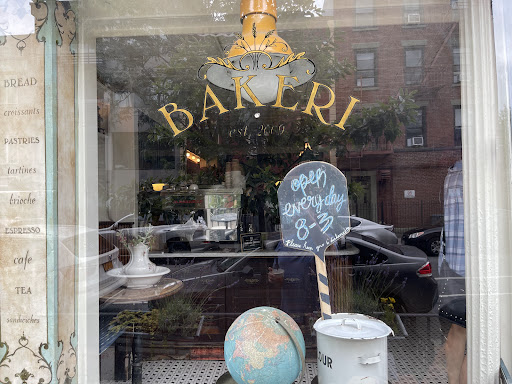 BREAD
croissants
PASTRIES
tartines
brioche
ESPRESSO
cafe
TEA
sandwiches
BAKERI
est. 2009
open
everyday
8-3
OUR